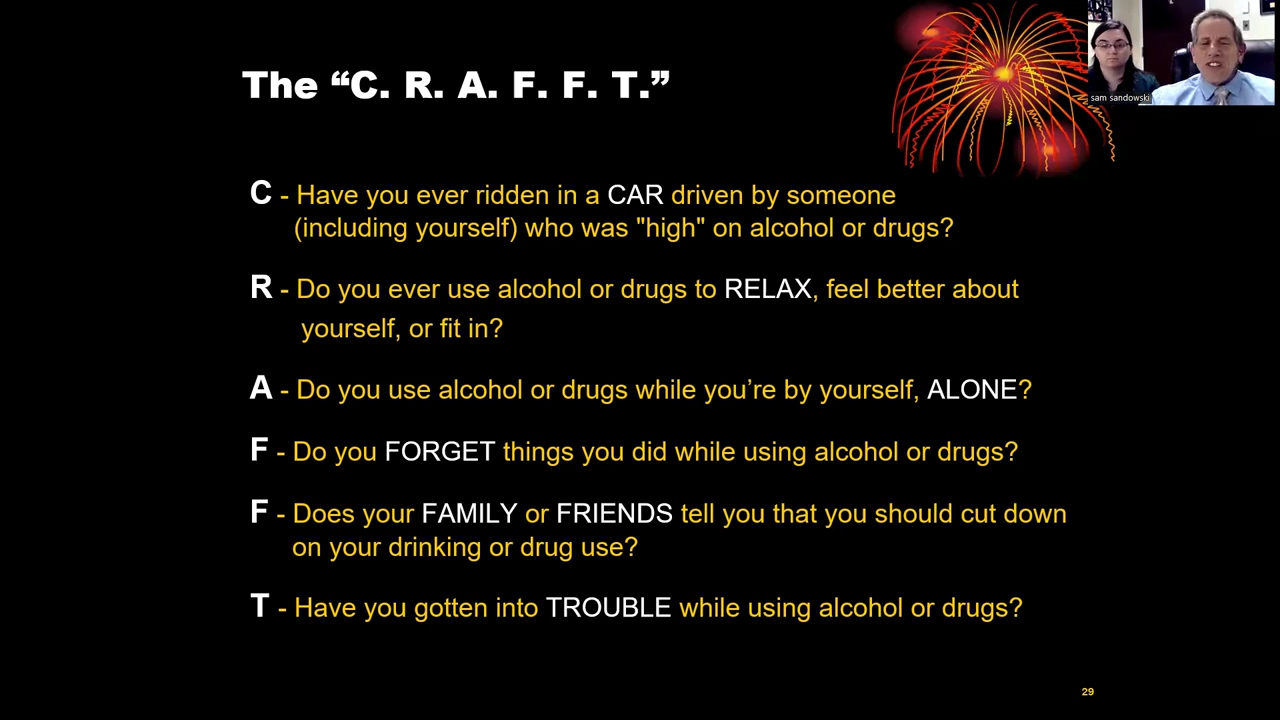 The “C. R. A. F. F. T.”
sam sandowski
C - Have you ever ridden in a CAR driven by someone
(including yourself) who was "high" on alcohol or drugs?
R - Do you ever use alcohol or drugs to RELAX, feel better about
yourself, or fit in?
A - Do you use alcohol or drugs while you’re by yourself, ALONE?
F - Do you FORGET things you did while using alcohol or drugs?
F - Does your FAMILY or FRIENDS tell you that you should cut down
on your drinking or drug use?
T - Have you gotten into TROUBLE while using alcohol or drugs?
29